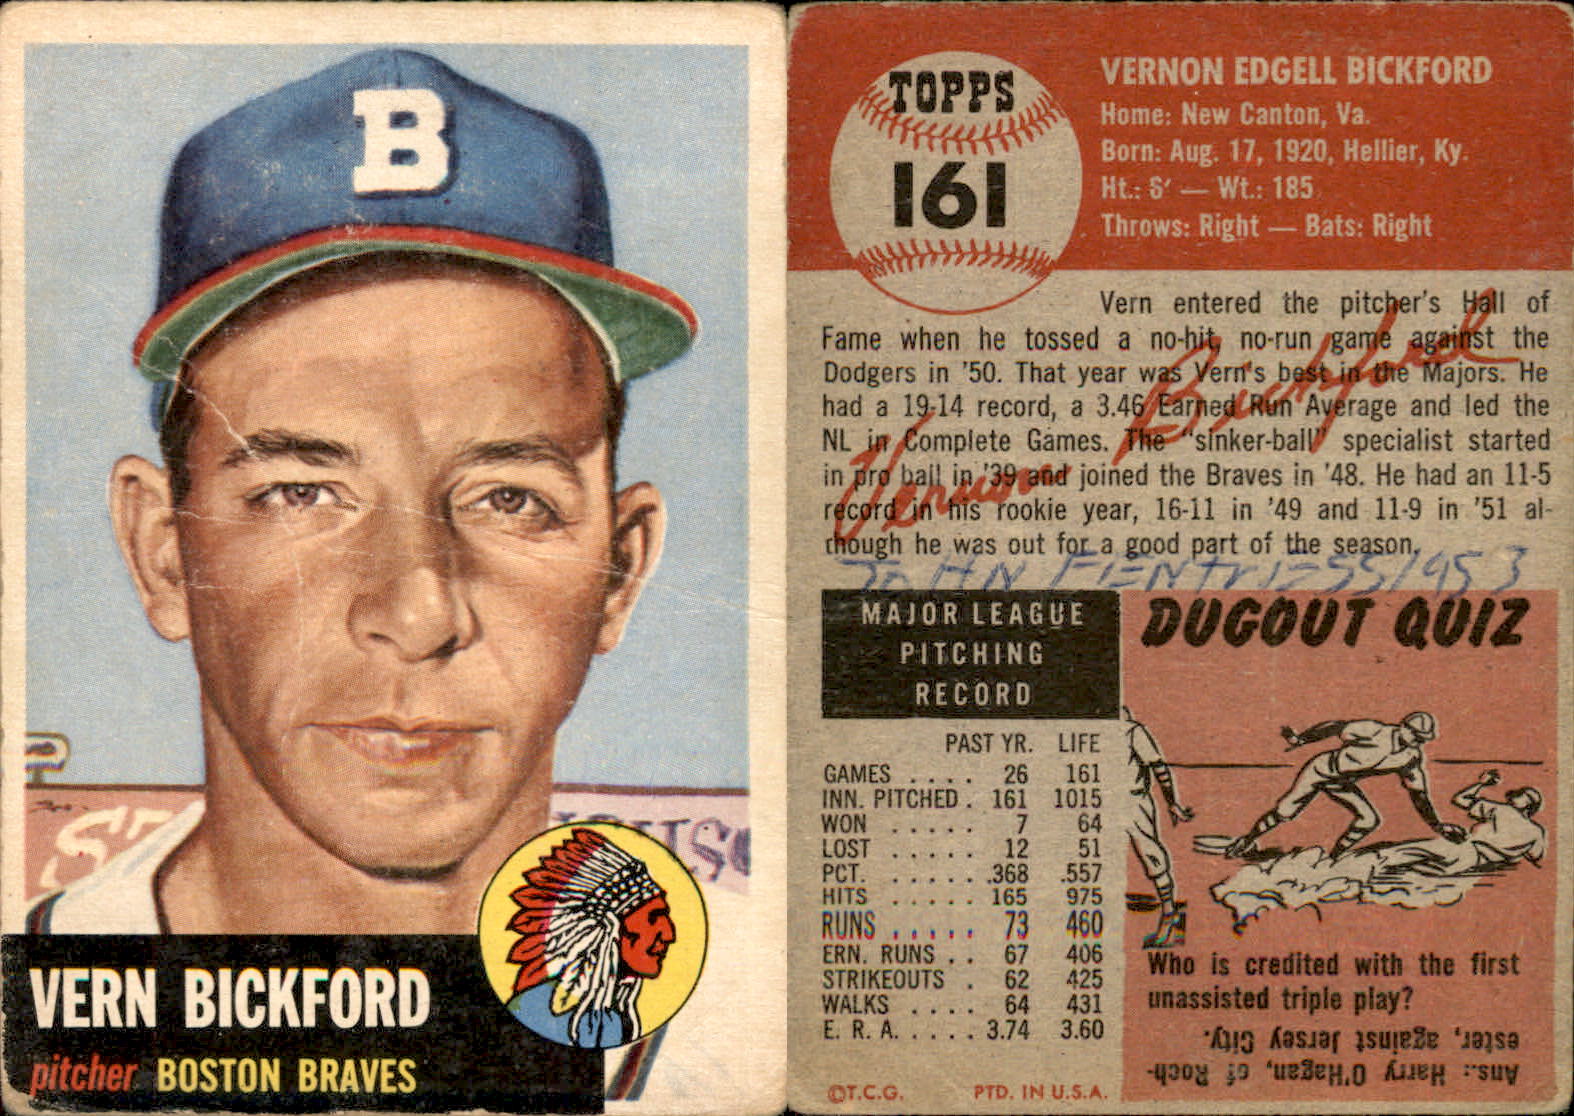 B
VERN BICKFORD
pitcher BOSTON BRAVES
TOPPS
161
VERNON EDGELL BICKFORD
Home: New Canton, Va.
Born: Aug. 17, 1920, Hellier, Ky.
Ht.: 6' — Wt.: 185
Throws: Right — Bats: Right
Vern entered the pitcher's Hall of
Fame when he tossed a no-hit, no-run game against the
Dodgers in '50. That year was Vern's best in the Majors. He
had a 19-14 record, a 3.46 Earned Run Average and led the
NL in Complete Games. The "sinker-ball" specialist started
in pro ball in '39 and joined the Braves in '48. He had an 11-5
record in his rookie year, 16-11 in '49 and 11-9 in '51 al-
though he was out for a good part of the season.
Vernon Bickford
JOHN FENTRESS 1953
MAJOR LEAGUE
PITCHING
RECORD
PAST YR. LIFE
GAMES .... 26 161
INN. PITCHED . 161 1015
WON ..... 7 64
LOST ..... 12 51
PCT. ...... .368 .557
HITS ..... 165 975
RUNS ..... 73 460
ERN. RUNS .. 67 406
STRIKEOUTS . 62 425
WALKS .... 64 431
E. R. A. ..... 3.74 3.60
DUGOUT QUIZ
Who is credited with the first
unassisted triple play?
Ans.: Harry O'Hagan, of Roch-
ester, against Jersey City.
©T.C.G. PTD. IN U.S.A.